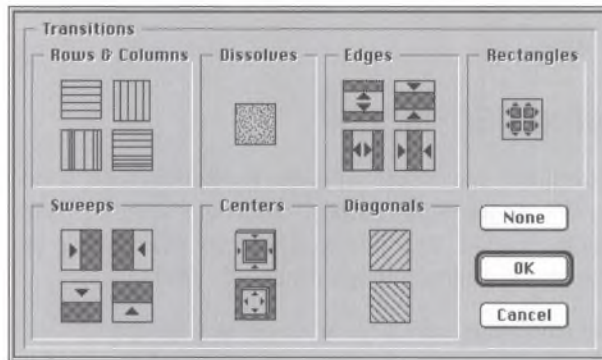 Transitions
Rows & Columns
Dissolves
Edges
Rectangles
Sweeps
Centers
Diagonals
None
OK
Cancel